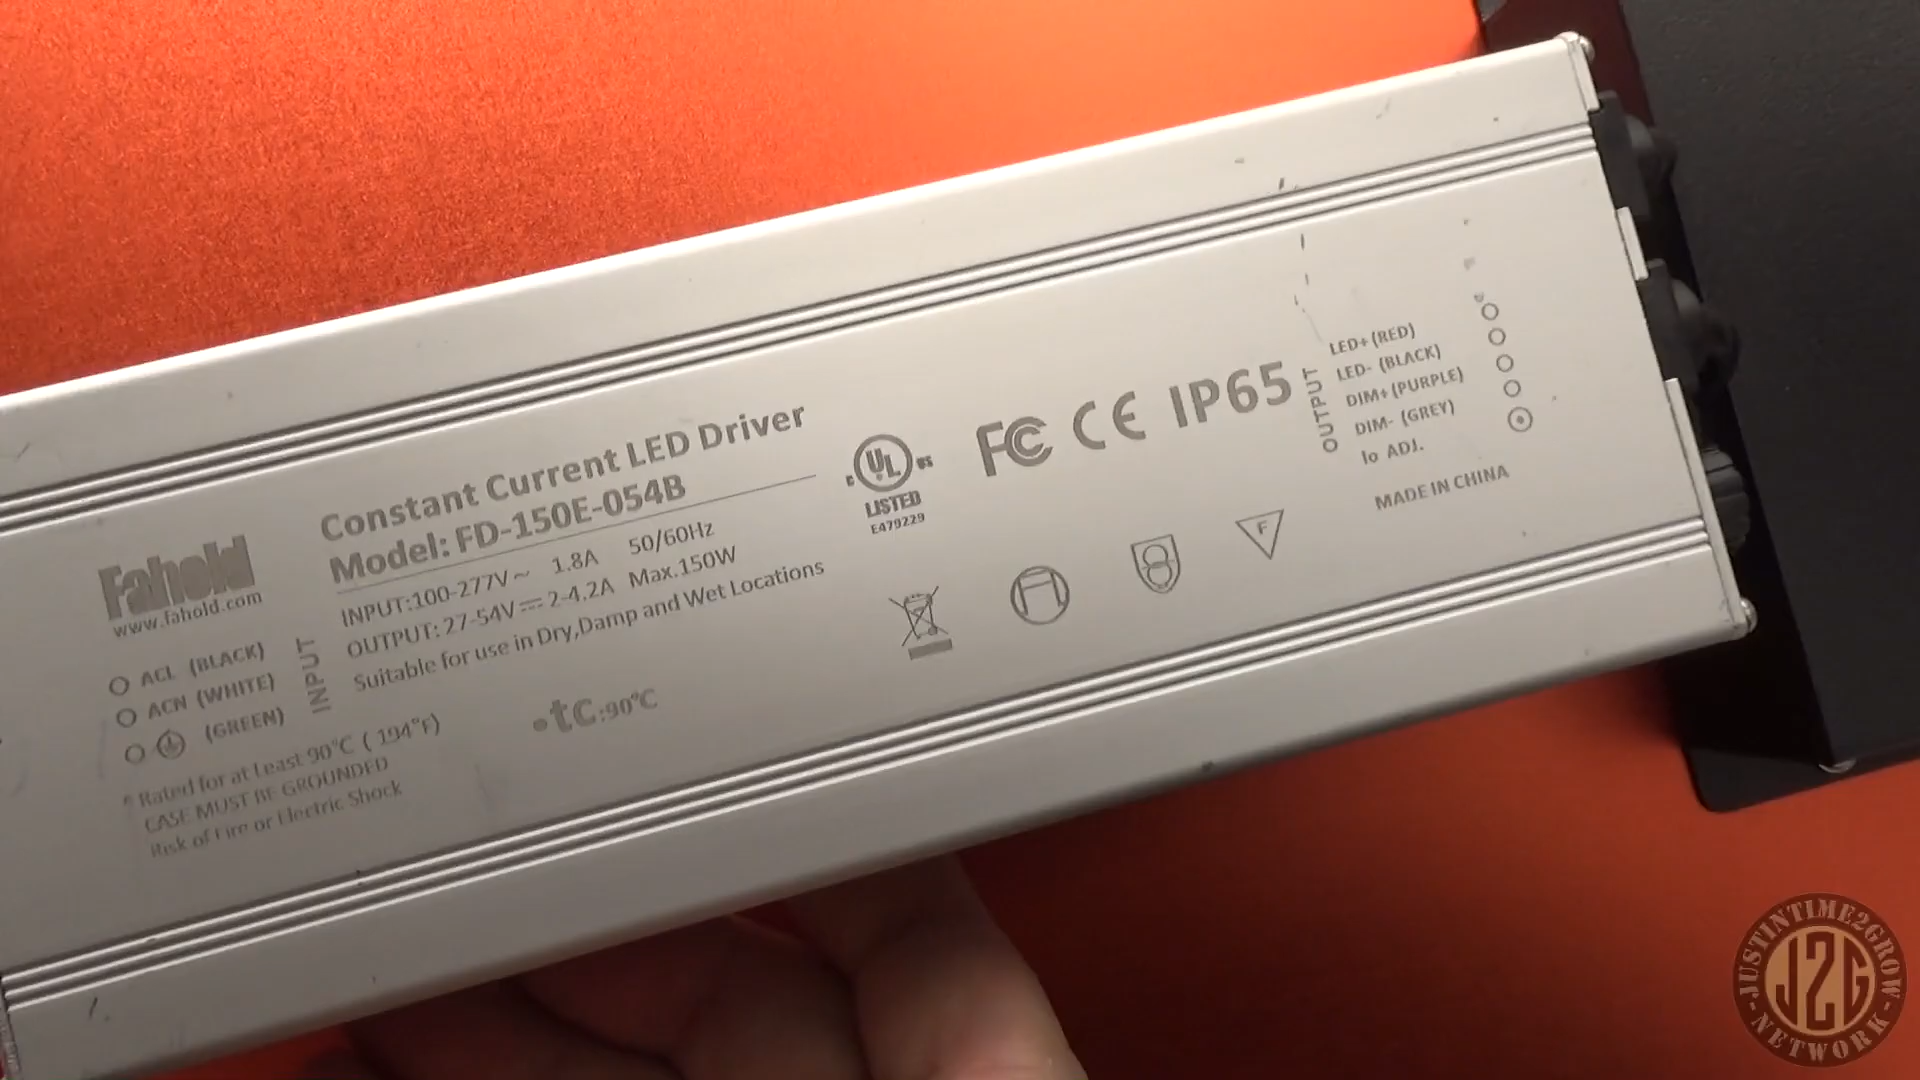 Fahold
www.fahold.com
Constant Current LED Driver
Model: FD-150E-054B
INPUT:100-277V~ 1.8A 50/60Hz
OUTPUT: 27-54V⎓2-4.2A Max.150W
Suitable for use in Dry,Damp and Wet Locations
ACL (BLACK)
ACN (WHITE)
(GREEN)
INPUT
Rated for at Least 90°C ( 194°F)
CASE MUST BE GROUNDED
Risk of Fire or Electric Shock
tc:90°C
c UL us
LISTED
E479229
FC CE IP65
F
OUTPUT
LED+ (RED)
LED- (BLACK)
DIM+ (PURPLE)
DIM- (GREY)
Io ADJ.
MADE IN CHINA
JUSTINTIME2GROW
J2G
NETWORK